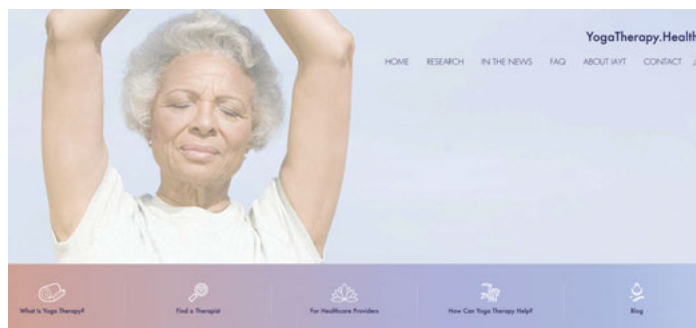 YogaTherapy.Health
HOME RESEARCH IN THE NEWS FAQ ABOUT IAYT CONTACT
What Is Yoga Therapy? Find a Therapist For Healthcare Providers How Can Yoga Therapy Help? Blog